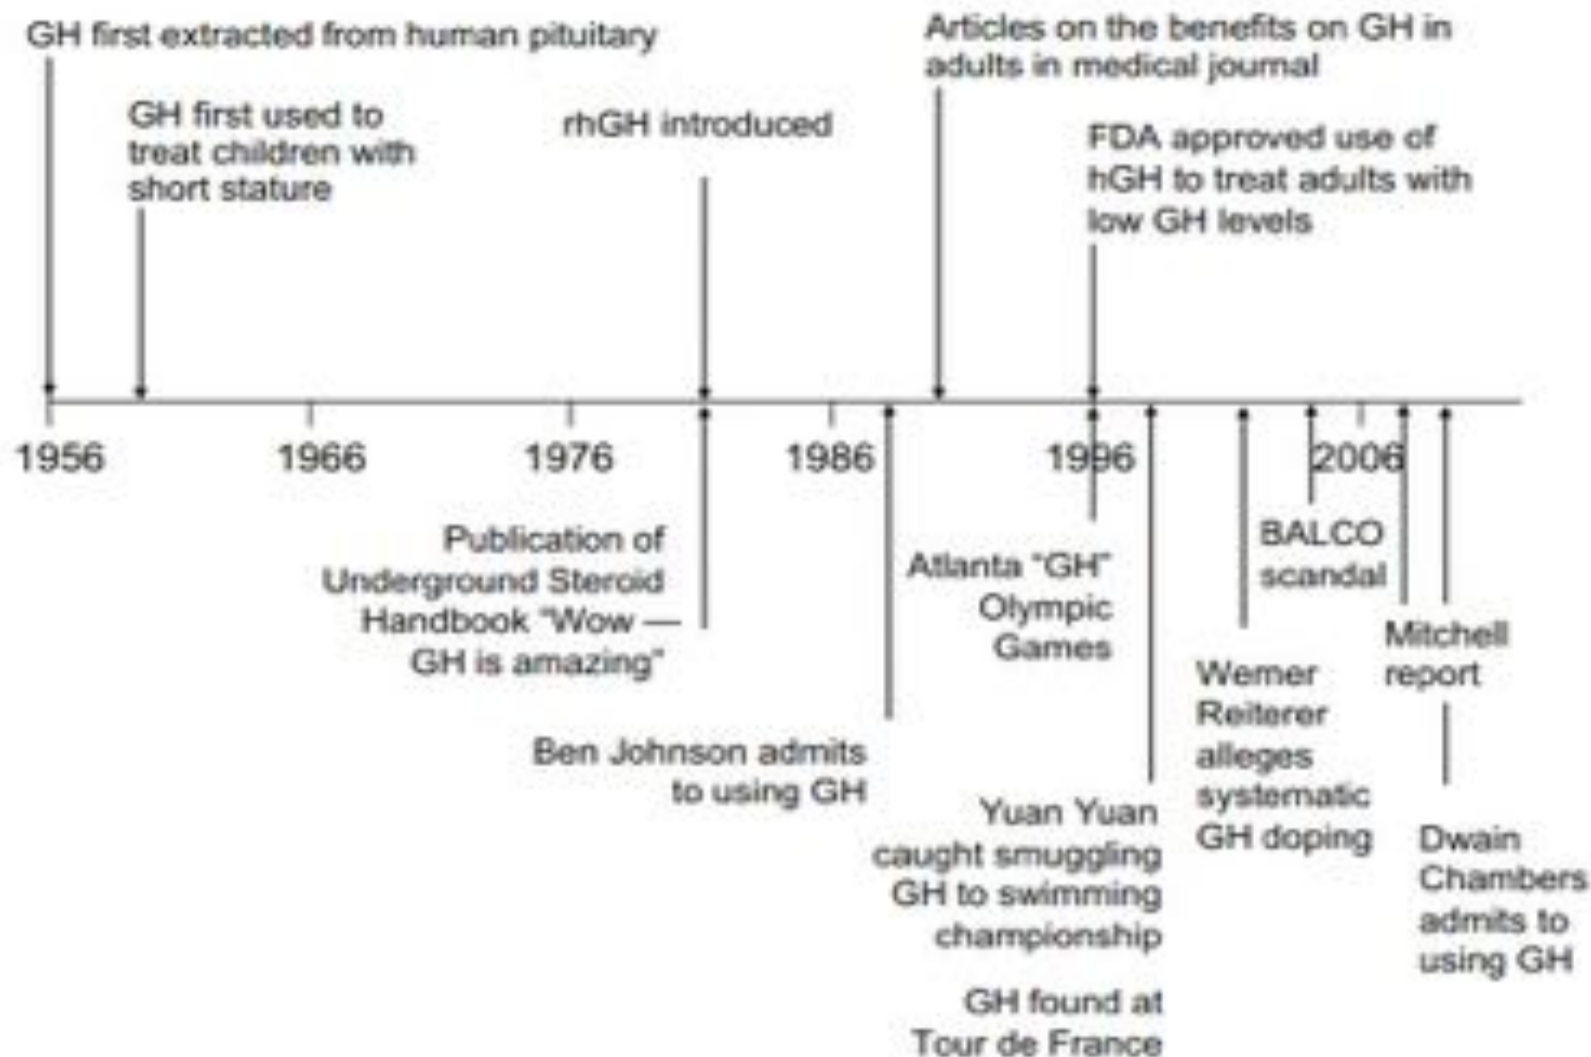 GH first extracted from human pituitary
GH first used to
treat children with
short stature
rhGH introduced
Articles on the benefits on GH in
adults in medical journal
FDA approved use of
hGH to treat adults with
low GH levels
1956
1966
1976
1986
1996
2006
Publication of
Underground Steroid
Handbook "Wow —
GH is amazing"
Ben Johnson admits
to using GH
Atlanta "GH"
Olympic
Games
Yuan Yuan
caught smuggling
GH to swimming
championship
GH found at
Tour de France
Werner
Reiterer
alleges
systematic
GH doping
BALCO
scandal
Mitchell
report
Dwain
Chambers
admits to
using GH